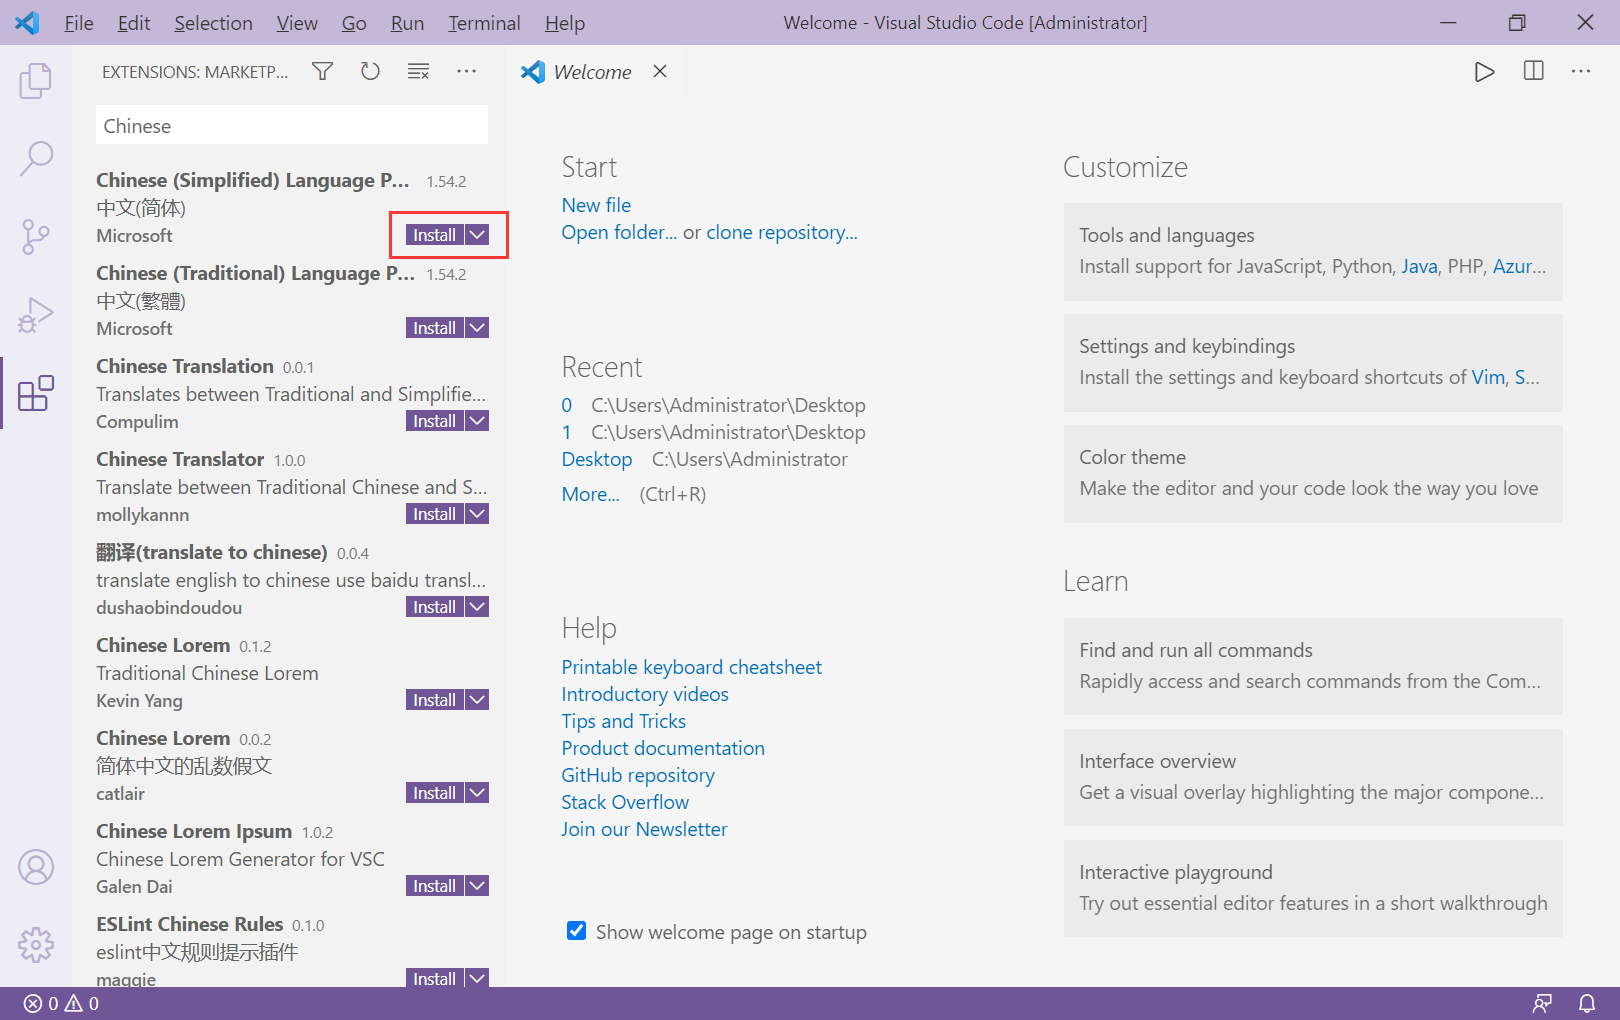 File Edit Selection View Go Run Terminal Help Welcome - Visual Studio Code [Administrator]
EXTENSIONS: MARKETP...
Chinese
Chinese (Simplified) Language P... 1.54.2
中文(简体)
Microsoft Install
Chinese (Traditional) Language P... 1.54.2
中文(繁體)
Microsoft Install
Chinese Translation 0.0.1
Translates between Traditional and Simplifie...
Compulim Install
Chinese Translator 1.0.0
Translate between Traditional Chinese and S...
mollykannn Install
翻译(translate to chinese) 0.0.4
translate english to chinese use baidu transl...
dushaobindoudou Install
Chinese Lorem 0.1.2
Traditional Chinese Lorem
Kevin Yang Install
Chinese Lorem 0.0.2
简体中文的乱数假文
catlair Install
Chinese Lorem Ipsum 1.0.2
Chinese Lorem Generator for VSC
Galen Dai Install
ESLint Chinese Rules 0.1.0
eslint中文规则提示插件
maggie Install
Welcome
Start
New file
Open folder... or clone repository...
Recent
0 C:\Users\Administrator\Desktop
1 C:\Users\Administrator\Desktop
Desktop C:\Users\Administrator
More... (Ctrl+R)
Help
Printable keyboard cheatsheet
Introductory videos
Tips and Tricks
Product documentation
GitHub repository
Stack Overflow
Join our Newsletter
Show welcome page on startup
Customize
Tools and languages
Install support for JavaScript, Python, Java, PHP, Azur...
Settings and keybindings
Install the settings and keyboard shortcuts of Vim, S...
Color theme
Make the editor and your code look the way you love
Learn
Find and run all commands
Rapidly access and search commands from the Com...
Interface overview
Get a visual overlay highlighting the major compone...
Interactive playground
Try out essential editor features in a short walkthrough
0 0